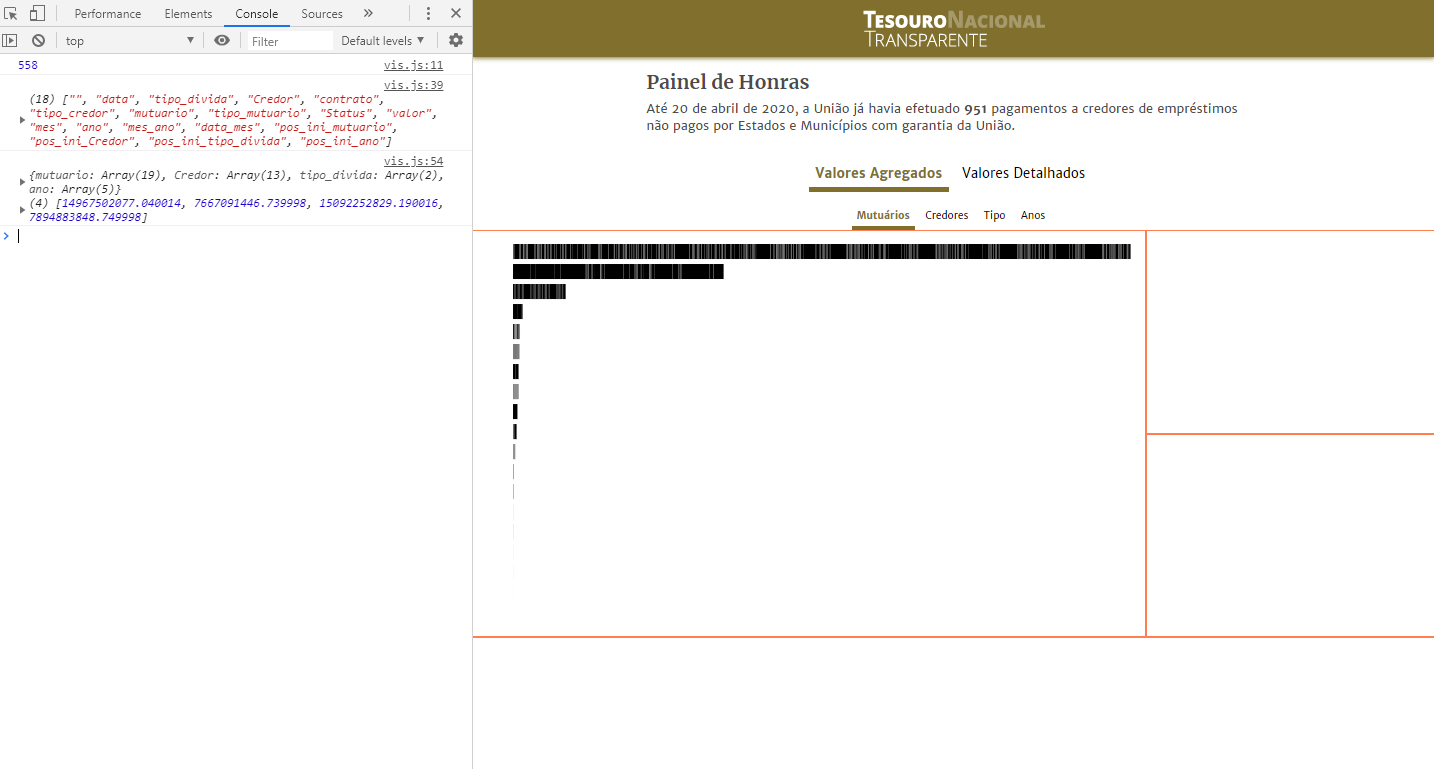 Performance Elements Console Sources »
top Filter Default levels
558 vis.js:11
vis.js:39
(18) ["", "data", "tipo_divida", "Credor", "contrato",
"tipo_credor", "mutuario", "tipo_mutuario", "Status", "valor",
"mes", "ano", "mes_ano", "data_mes", "pos_ini_mutuario",
"pos_ini_Credor", "pos_ini_tipo_divida", "pos_ini_ano"]
vis.js:54
{mutuario: Array(19), Credor: Array(13), tipo_divida: Array(2),
ano: Array(5)}
(4) [14967502077.040014, 7667091446.739998, 15092252829.190016,
7894883848.749998]
TESOURONACIONAL
TRANSPARENTE
Painel de Honras
Até 20 de abril de 2020, a União já havia efetuado 951 pagamentos a credores de empréstimos
não pagos por Estados e Municípios com garantia da União.
Valores Agregados Valores Detalhados
Mutuários Credores Tipo Anos